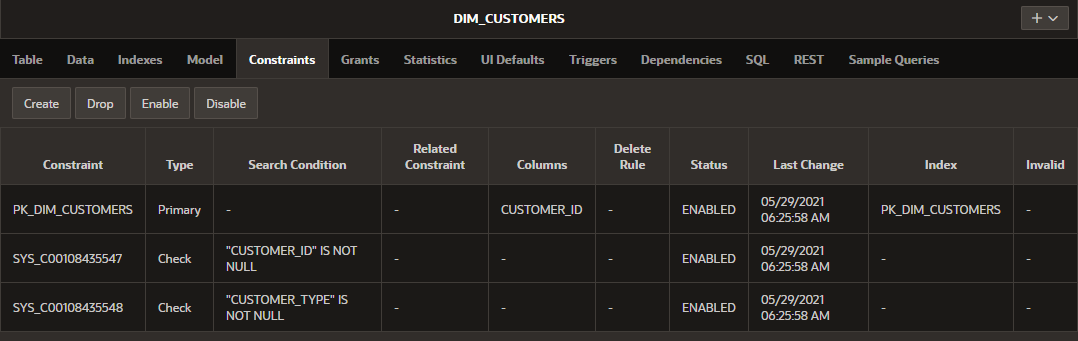 DIM_CUSTOMERS
+
Table Data Indexes Model Constraints Grants Statistics UI Defaults Triggers Dependencies SQL REST Sample Queries
Create Drop Enable Disable
Constraint Type Search Condition Related Constraint Columns Delete Rule Status Last Change Index Invalid
PK_DIM_CUSTOMERS Primary - - CUSTOMER_ID - ENABLED 05/29/2021 06:25:58 AM PK_DIM_CUSTOMERS -
SYS_C00108435547 Check "CUSTOMER_ID" IS NOT NULL - - - ENABLED 05/29/2021 06:25:58 AM - -
SYS_C00108435548 Check "CUSTOMER_TYPE" IS NOT NULL - - - ENABLED 05/29/2021 06:25:58 AM - -